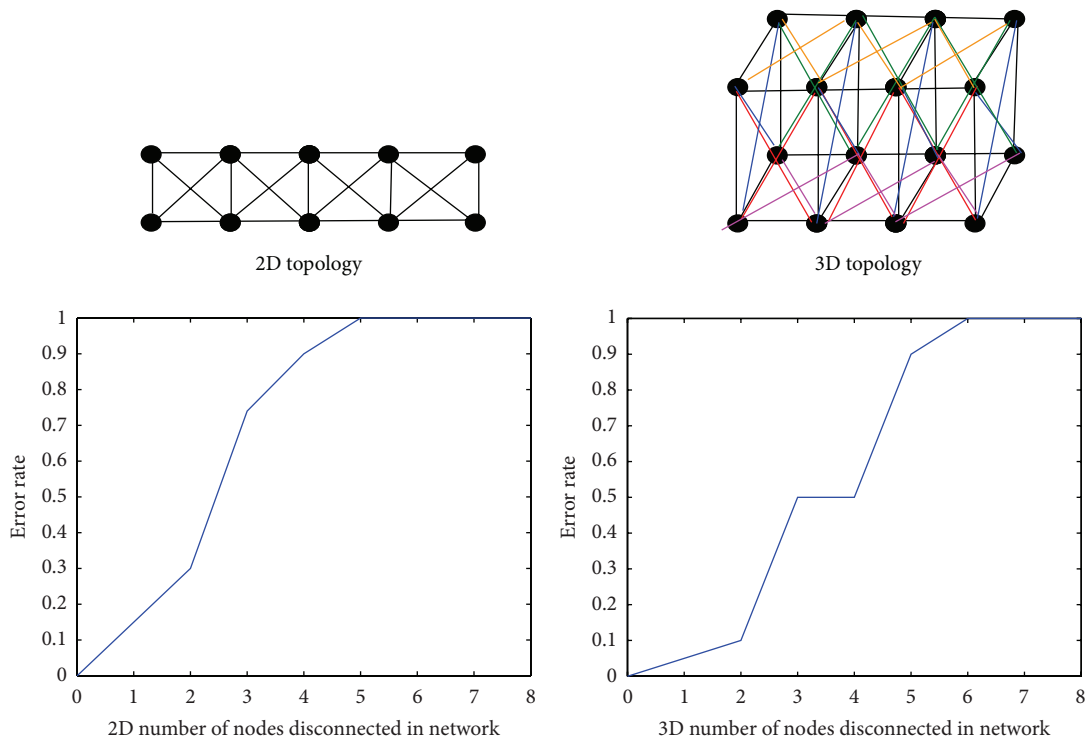 2D topology
3D topology
1
0.9
0.8
0.7
0.6
0.5
0.4
0.3
0.2
0.1
0
Error rate
0 1 2 3 4 5 6 7 8
2D number of nodes disconnected in network
1
0.9
0.8
0.7
0.6
0.5
0.4
0.3
0.2
0.1
0
Error rate
0 1 2 3 4 5 6 7 8
3D number of nodes disconnected in network